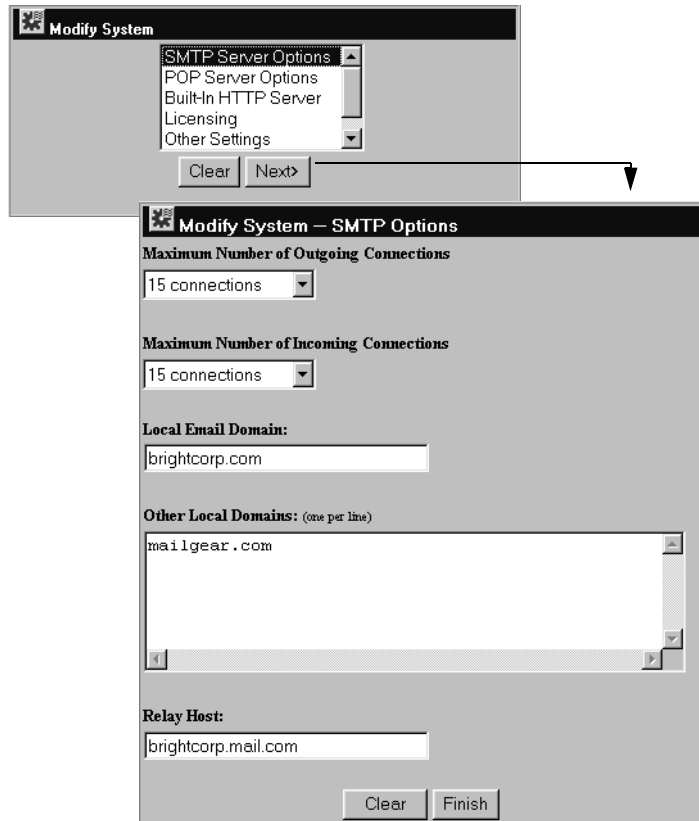 Modify System
SMTP Server Options
POP Server Options
Built-In HTTP Server
Licensing
Other Settings
Clear Next>
Modify System – SMTP Options
Maximum Number of Outgoing Connections
15 connections
Maximum Number of Incoming Connections
15 connections
Local Email Domain:
brightcorp.com
Other Local Domains: (one per line)
mailgear.com
Relay Host:
brightcorp.mail.com
Clear Finish